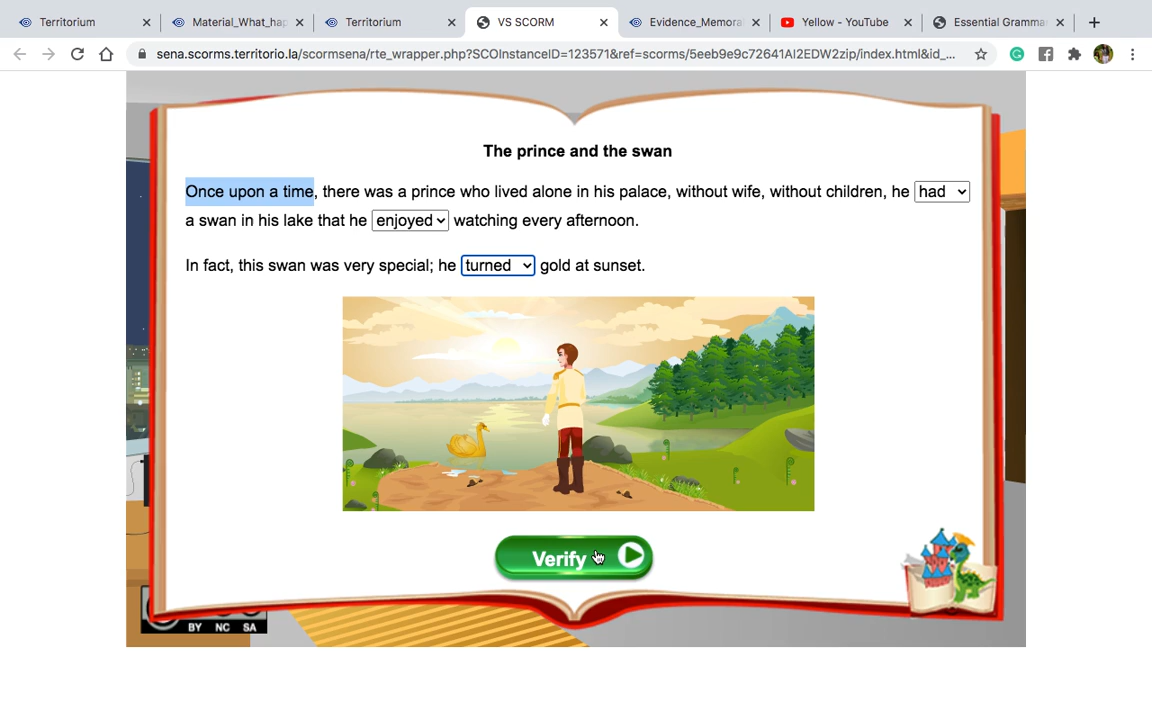 Territorium
Material_What_hap
Territorium
VS SCORM
Evidence_Memora
Yellow - YouTube
Essential Gramma
sena.scorms.territorio.la/scormsena/rte_wrapper.php?SCOInstanceID=123571&ref=scorms/5eeb9e9c72641AI2EDW2zip/index.html&id_...
The prince and the swan
Once upon a time, there was a prince who lived alone in his palace, without wife, without children, he had
a swan in his lake that he enjoyed watching every afternoon.
In fact, this swan was very special; he turned gold at sunset.
Verify
BY NC SA